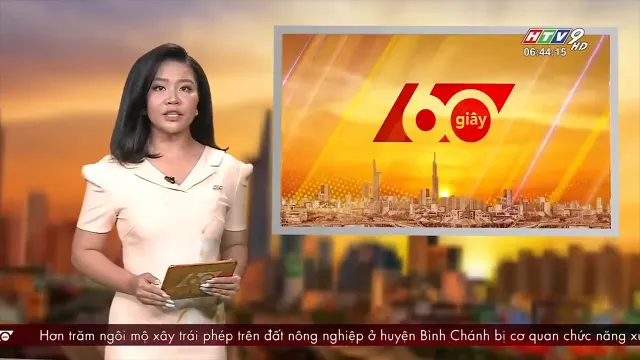 HTV9
HD
06:44:15
60
giây
Hơn trăm ngôi mộ xây trái phép trên đất nông nghiệp ở huyện Bình Chánh bị cơ quan chức năng x